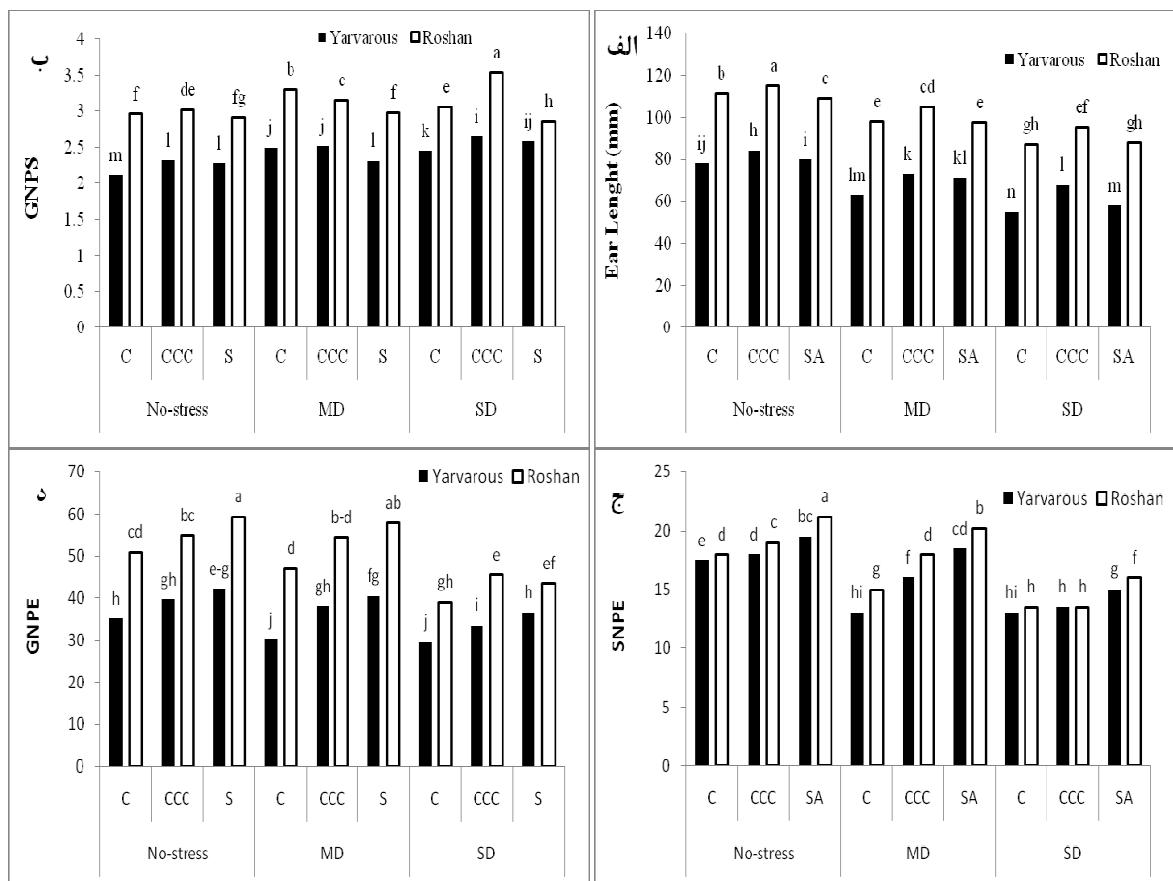 Yarvarous Roshan
GNPS
4
3.5
3
2.5
2
1.5
1
0.5
0
m f l de l fg j b j c l f k e i a ij h
C CCC S C CCC S C CCC S
No-stress MD SD
الف
Yarvarous Roshan
Ear Lenght (mm)
140
120
100
80
60
40
20
0
ij b h a i c lm e k cd kl e n gh l ef m gh
C CCC SA C CCC SA C CCC SA
No-stress MD SD
Yarvarous Roshan
GNPE
70
60
50
40
30
20
10
0
h cd gh bc e-g a j d gh b-d fg ab j gh i e h ef
C CCC S C CCC S C CCC S
No-stress MD SD
ج
Yarvarous Roshan
SNPE
25
20
15
10
5
0
e d d c bc a hi g f d cd b hi h h h g f
C CCC SA C CCC SA C CCC SA
No-stress MD SD